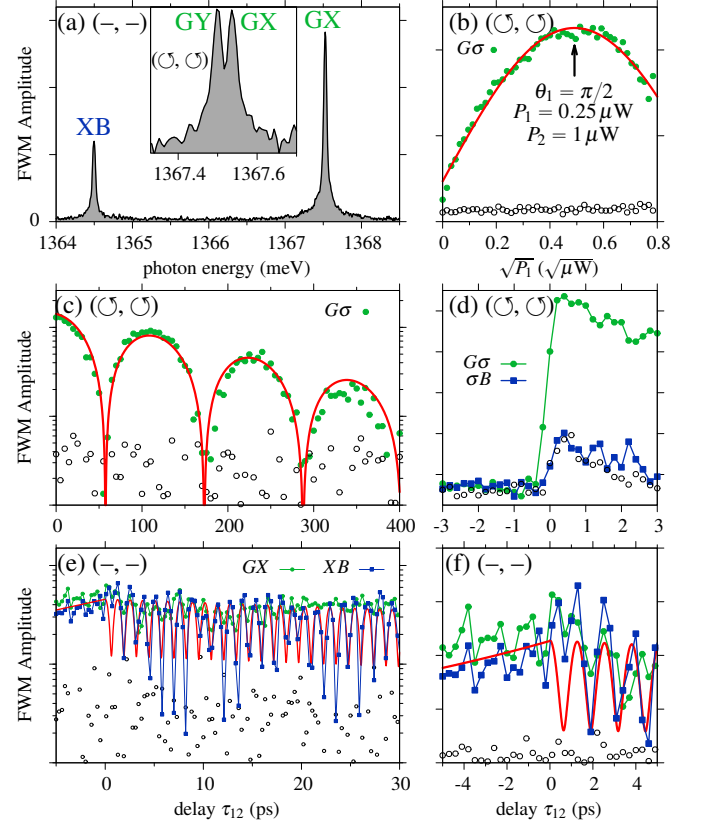 (a) (–, –)
GY GX
GX
(↺, ↺)
XB
FWM Amplitude
0
1367.4 1367.6
1364 1365 1366 1367 1368
photon energy (meV)
(b) (↺, ↺)
Gσ
θ₁ = π/2
P₁ = 0.25 μW
P₂ = 1 μW
0 0.2 0.4 0.6 0.8
√P₁ (√μW)
(c) (↺, ↺)
Gσ
FWM Amplitude
0 100 200 300 400
(d) (↺, ↺)
Gσ
σB
-3 -2 -1 0 1 2 3
(e) (–, –)
GX XB
FWM Amplitude
0 10 20 30
delay τ₁₂ (ps)
(f) (–, –)
-4 -2 0 2 4
delay τ₁₂ (ps)